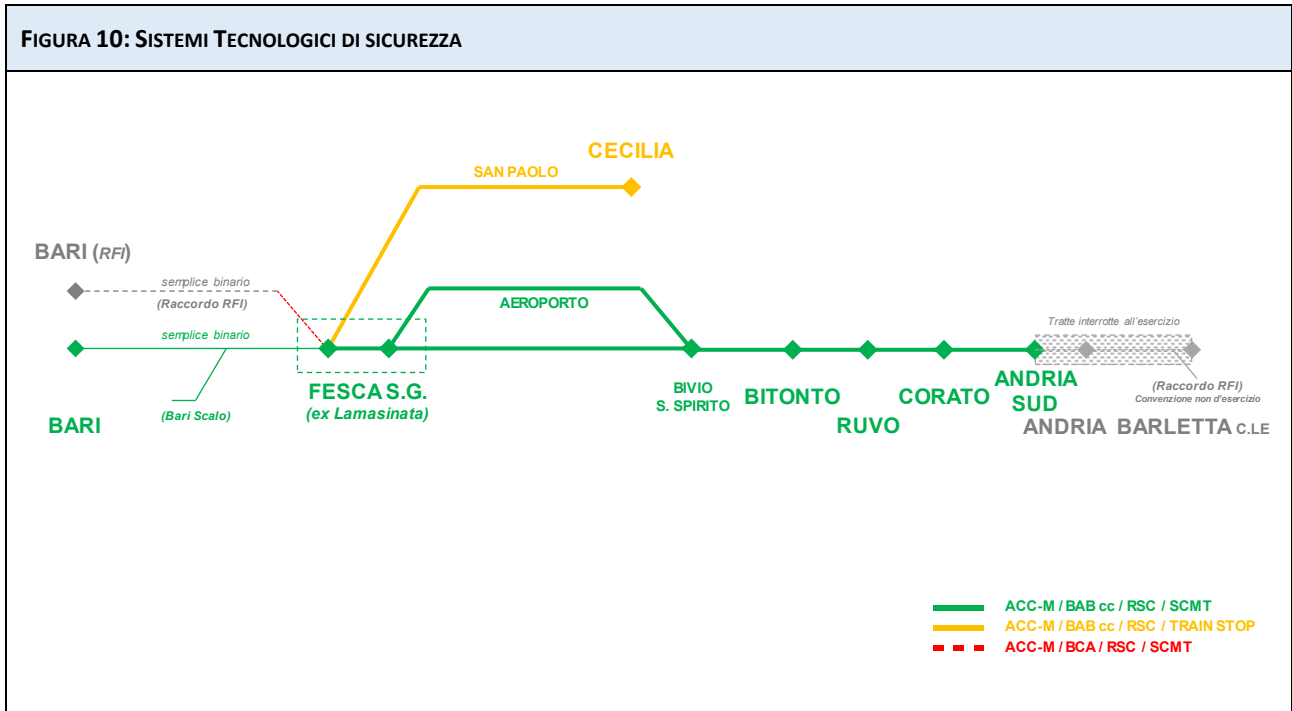 FIGURA 10: SISTEMI TECNOLOGICI DI SICUREZZA
CECILIA
SAN PAOLO
BARI (RFI)
semplice binario
(Raccordo RFI)
AEROPORTO
semplice binario
Tratte interrotte all'esercizio
FESCA S.G.
(ex Lamasinata)
(Bari Scalo)
BARI
BIVIO
S. SPIRITO
BITONTO
RUVO
CORATO
ANDRIA
SUD
(Raccordo RFI)
Convenzione non d'esercizio
ANDRIA
BARLETTA C.LE
ACC-M / BAB cc / RSC / SCMT
ACC-M / BAB cc / RSC / TRAIN STOP
ACC-M / BCA / RSC / SCMT